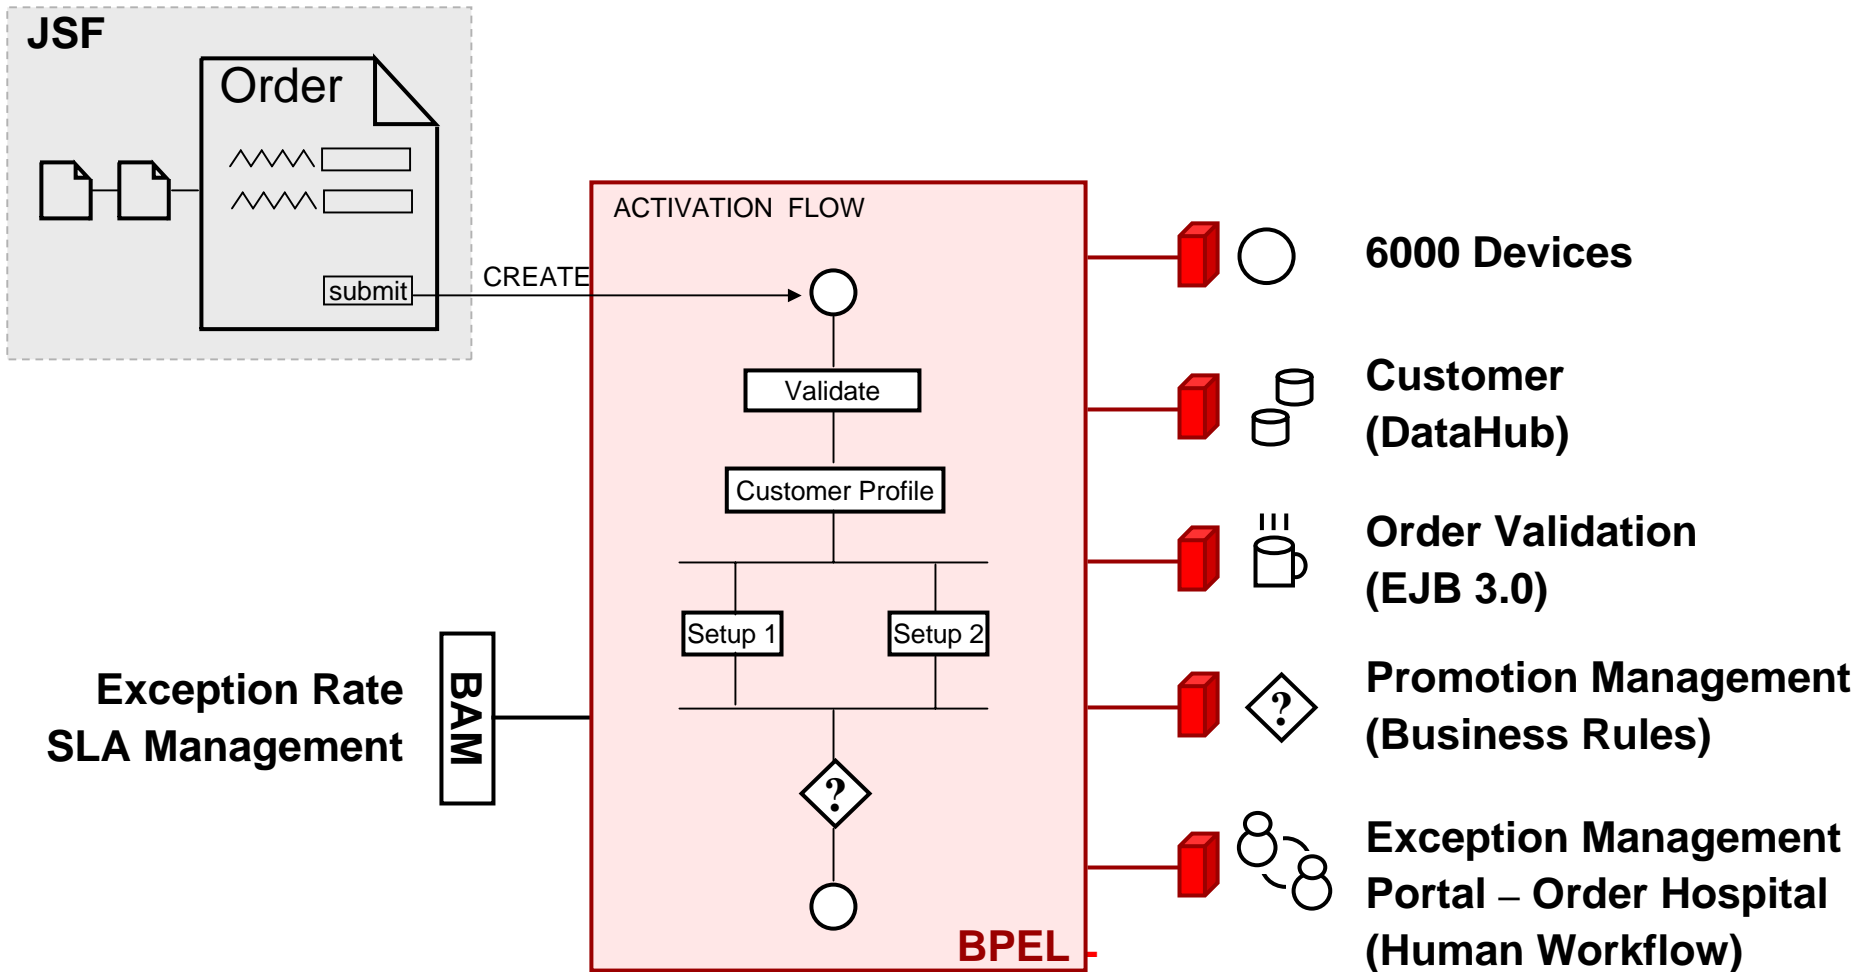 JSF
Order
submit
CREATE
ACTIVATION FLOW
Validate
Customer Profile
Setup 1
Setup 2
?
BPEL
Exception Rate
SLA Management
BAM
6000 Devices
Customer
(DataHub)
Order Validation
(EJB 3.0)
?
Promotion Management
(Business Rules)
Exception Management
Portal – Order Hospital
(Human Workflow)